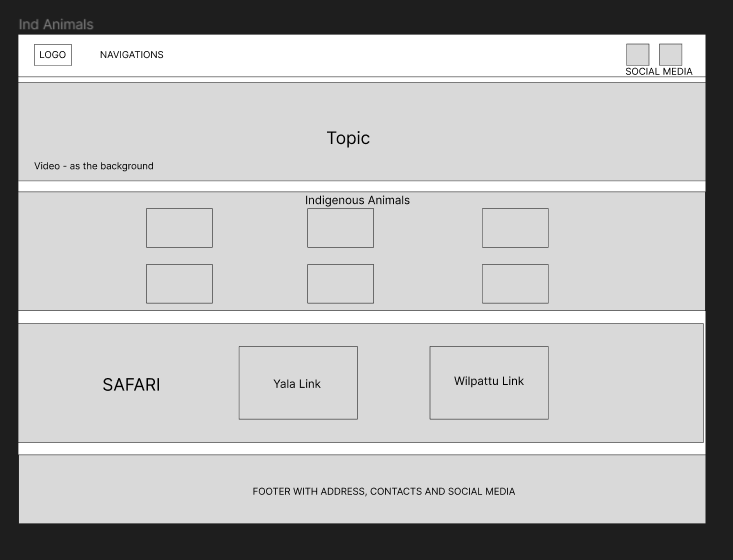 Ind Animals
LOGO
NAVIGATIONS
SOCIAL MEDIA
Topic
Video - as the background
Indigenous Animals
SAFARI
Yala Link
Wilpattu Link
FOOTER WITH ADDRESS, CONTACTS AND SOCIAL MEDIA